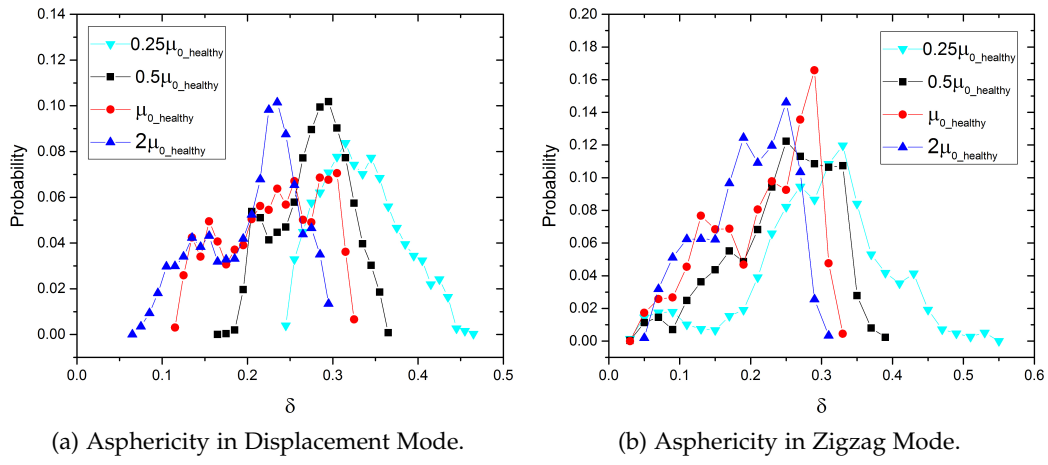 0.14
0.12
0.10
0.08
0.06
0.04
0.02
0.00
Probability
0.25μ0_healthy
0.5μ0_healthy
μ0_healthy
2μ0_healthy
0.0 0.1 0.2 0.3 0.4 0.5
δ
(a) Asphericity in Displacement Mode.
0.20
0.18
0.16
0.14
0.12
0.10
0.08
0.06
0.04
0.02
0.00
Probability
0.25μ0_healthy
0.5μ0_healthy
μ0_healthy
2μ0_healthy
0.0 0.1 0.2 0.3 0.4 0.5 0.6
δ
(b) Asphericity in Zigzag Mode.